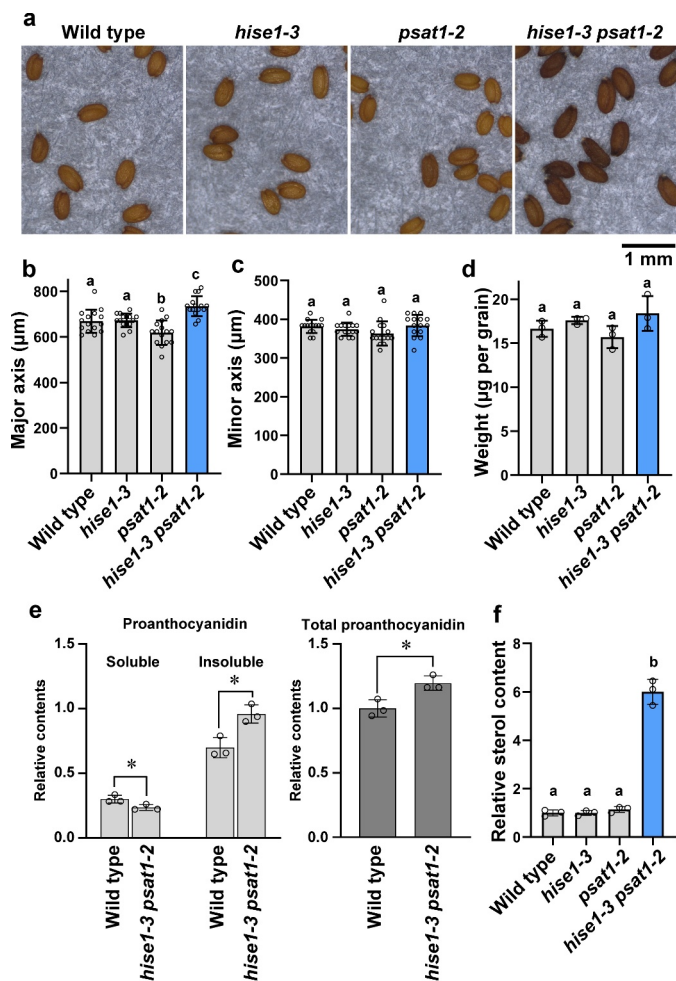 a
Wild type hise1-3 psat1-2 hise1-3 psat1-2
1 mm
b
Major axis (μm)
800
600
400
200
0
a a b c
Wild type
hise1-3
psat1-2
hise1-3 psat1-2
c
Minor axis (μm)
500
400
300
200
100
0
a a a a
Wild type
hise1-3
psat1-2
hise1-3 psat1-2
d
Weight (μg per grain)
20
15
10
5
0
a a a a
Wild type
hise1-3
psat1-2
hise1-3 psat1-2
e
Proanthocyanidin
Soluble Insoluble
Relative contents
1.5
1.0
0.5
0.0
* *
Wild type
hise1-3 psat1-2
Wild type
hise1-3 psat1-2
Total proanthocyanidin
Relative contents
1.5
1.0
0.5
0.0
*
Wild type
hise1-3 psat1-2
f
Relative sterol content
8
6
4
2
0
a a a b
Wild type
hise1-3
psat1-2
hise1-3 psat1-2